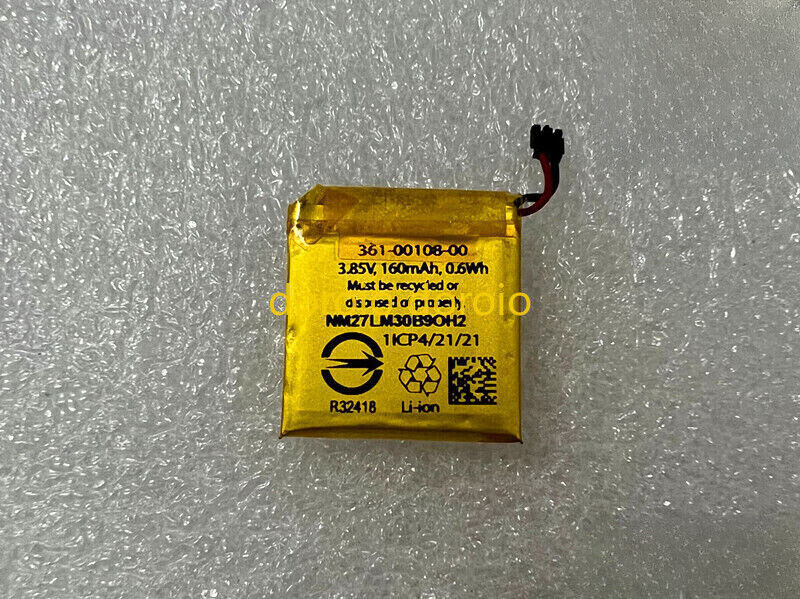 361-00108-00
3.85V, 160mAh, 0.6Wh
Must be recycled or
disposed of properly
NM27LM30B9OH2
1ICP4/21/21
R32418
Li-ion